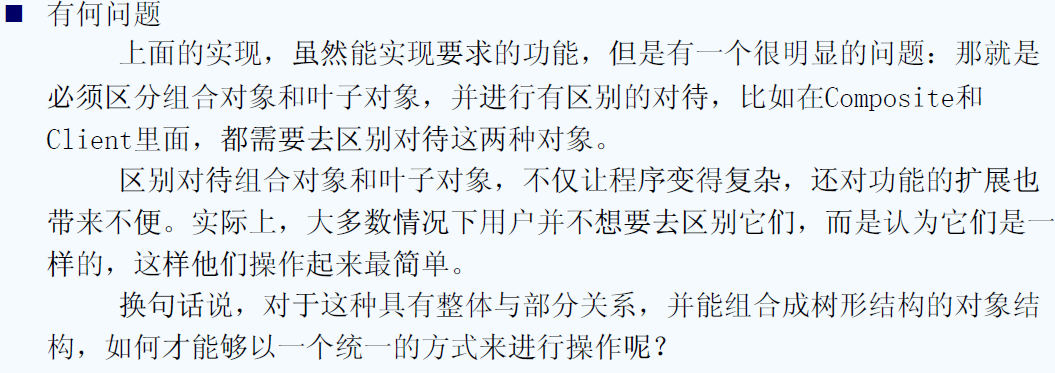 有何问题
上面的实现，虽然能实现要求的功能，但是有一个很明显的问题：那就是
必须区分组合对象和叶子对象，并进行有区别的对待，比如在Composite和
Client里面，都需要去区别对待这两种对象。
区别对待组合对象和叶子对象，不仅让程序变得复杂，还对功能的扩展也
带来不便。实际上，大多数情况下用户并不想要去区别它们，而是认为它们是一
样的，这样他们操作起来最简单。
换句话说，对于这种具有整体与部分关系，并能组合成树形结构的对象结
构，如何才能够以一个统一的方式来进行操作呢？